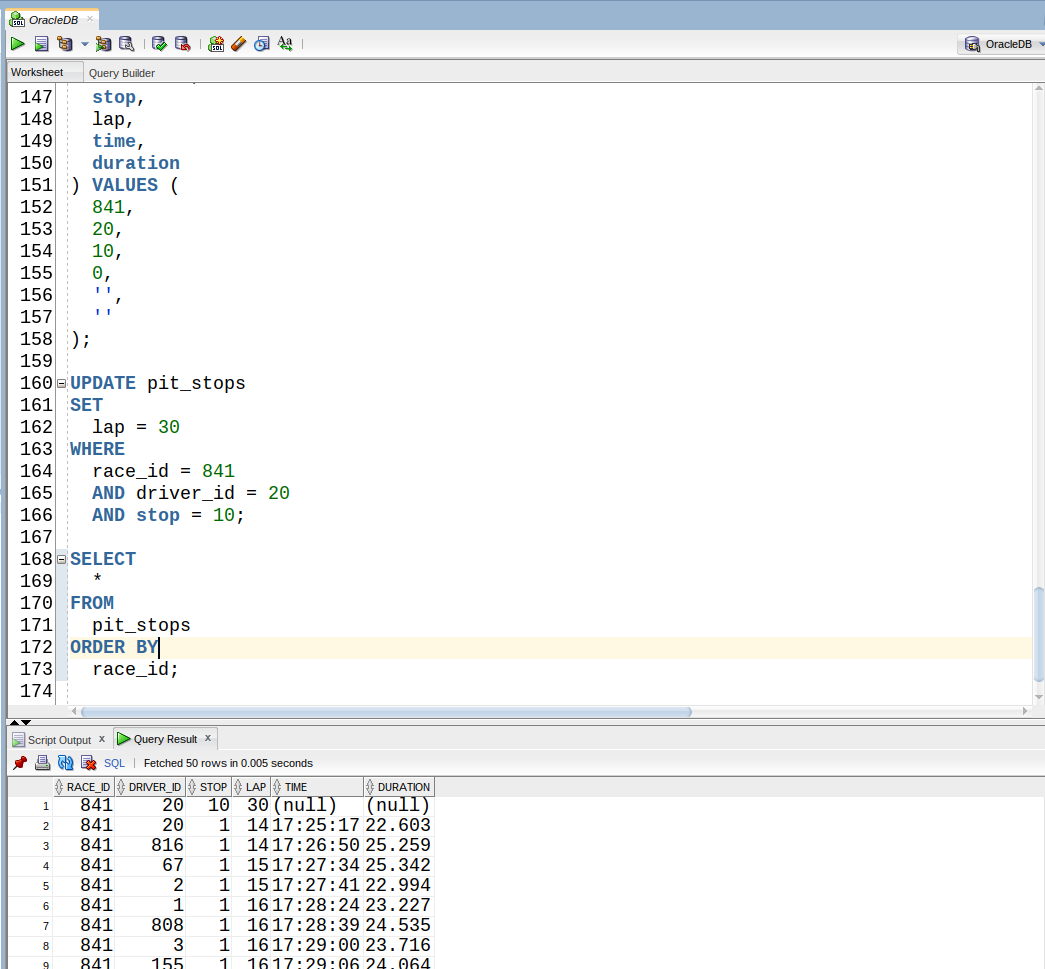 OracleDB
OracleDB
Worksheet Query Builder
147 stop,
148 lap,
149 time,
150 duration
151 ) VALUES (
152 841,
153 20,
154 10,
155 0,
156 '',
157 ''
158 );
159
160 UPDATE pit_stops
161 SET
162 lap = 30
163 WHERE
164 race_id = 841
165 AND driver_id = 20
166 AND stop = 10;
167
168 SELECT
169 *
170 FROM
171 pit_stops
172 ORDER BY
173 race_id;
174
Script Output x Query Result x
SQL | Fetched 50 rows in 0.005 seconds
RACE_ID DRIVER_ID STOP LAP TIME DURATION
1 841 20 10 30 (null) (null)
2 841 20 1 14 17:25:17 22.603
3 841 816 1 14 17:26:50 25.259
4 841 67 1 15 17:27:34 25.342
5 841 2 1 15 17:27:41 22.994
6 841 1 1 16 17:28:24 23.227
7 841 808 1 16 17:28:39 24.535
8 841 3 1 16 17:29:00 23.716
9 841 155 1 16 17:29:06 24.064